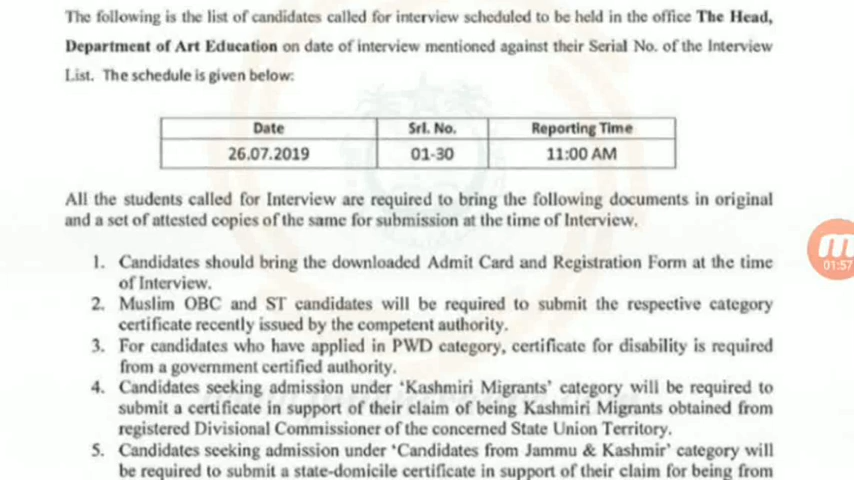 The following is the list of candidates called for interview scheduled to be held in the office The Head,
Department of Art Education on date of interview mentioned against their Serial No. of the Interview
List. The schedule is given below:
Date Srl. No. Reporting Time
26.07.2019 01-30 11:00 AM
All the students called for Interview are required to bring the following documents in original
and a set of attested copies of the same for submission at the time of Interview.
1. Candidates should bring the downloaded Admit Card and Registration Form at the time
of Interview.
2. Muslim OBC and ST candidates will be required to submit the respective category
certificate recently issued by the competent authority.
3. For candidates who have applied in PWD category, certificate for disability is required
from a government certified authority.
4. Candidates seeking admission under ‘Kashmiri Migrants’ category will be required to
submit a certificate in support of their claim of being Kashmiri Migrants obtained from
registered Divisional Commissioner of the concerned State Union Territory.
5. Candidates seeking admission under ‘Candidates from Jammu & Kashmir’ category will
be required to submit a state-domicile certificate in support of their claim for being from
01:57